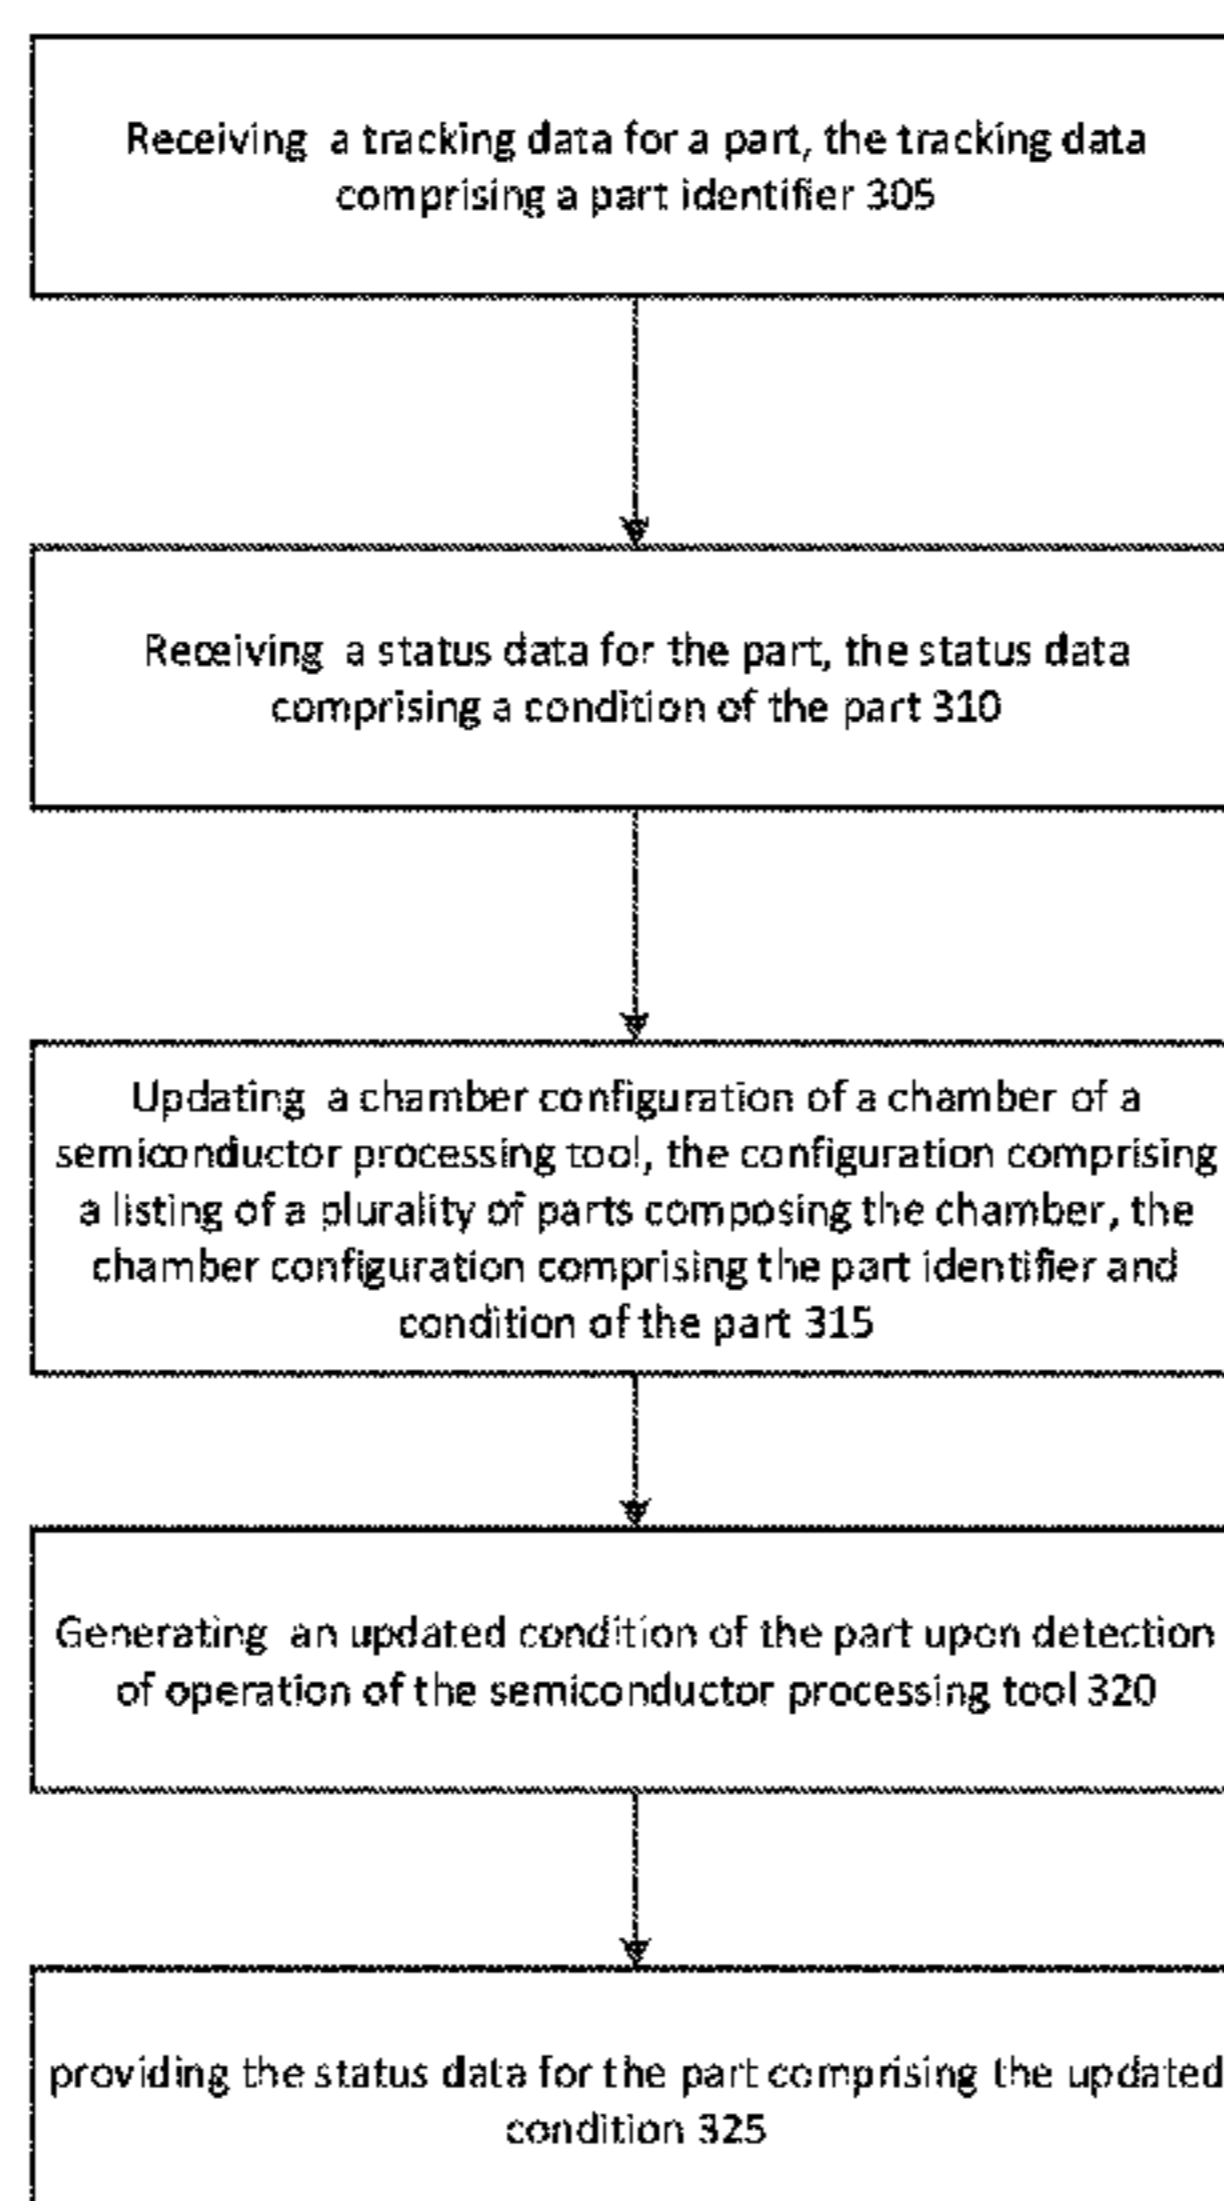 Receiving a tracking data for a part, the tracking data
comprising a part identifier 305
Receiving a status data for the part, the status data
comprising a condition of the part 310
Updating a chamber configuration of a chamber of a
semiconductor processing tool, the configuration comprising
a listing of a plurality of parts composing the chamber, the
chamber configuration comprising the part identifier and
condition of the part 315
Generating an updated condition of the part upon detection
of operation of the semiconductor processing tool 320
providing the status data for the part comprising the updated
condition 325